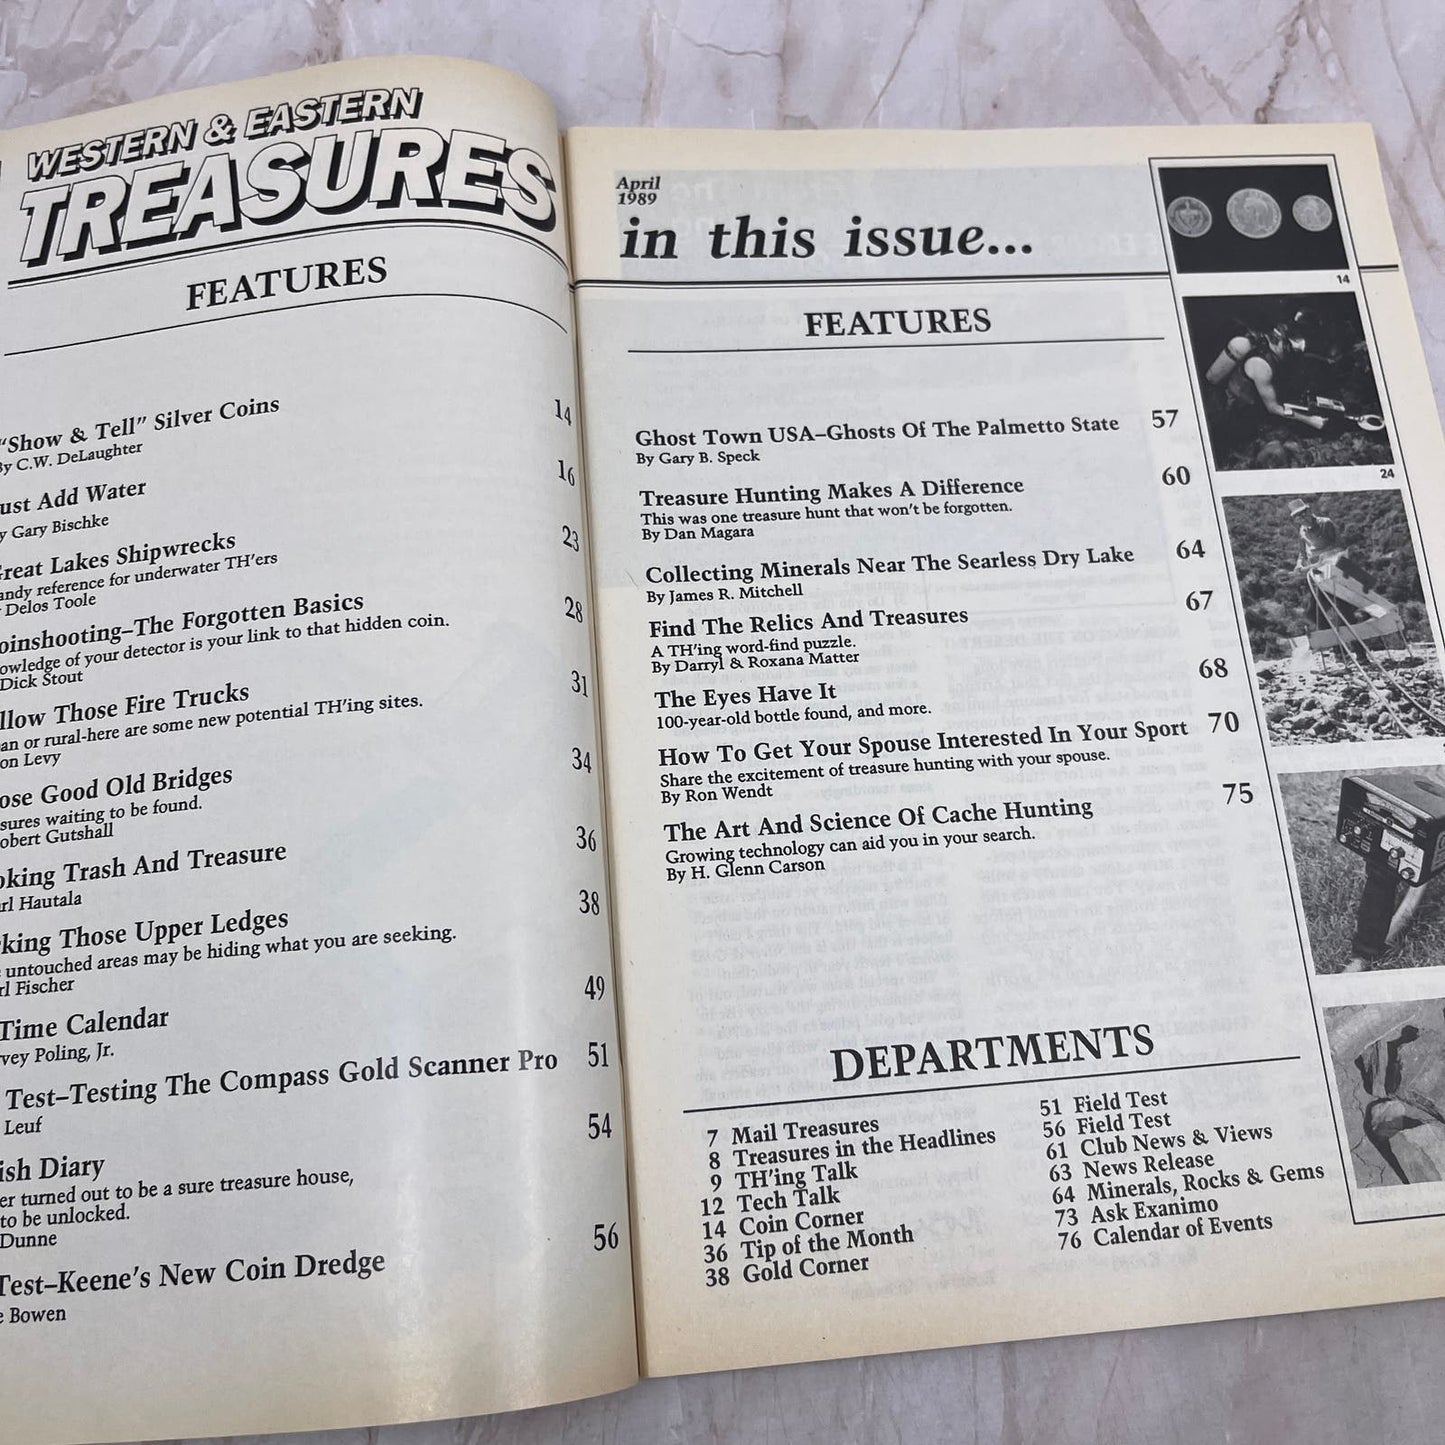 WESTERN & EASTERN
TREASURES
FEATURES
"Show & Tell" Silver Coins 14
By C.W. DeLaughter
ust Add Water 16
y Gary Bischke
reat Lakes Shipwrecks 23
andy reference for underwater TH'ers
Delos Toole
oinshooting–The Forgotten Basics 28
owledge of your detector is your link to that hidden coin.
Dick Stout
llow Those Fire Trucks 31
an or rural-here are some new potential TH'ing sites.
on Levy
ose Good Old Bridges 34
sures waiting to be found.
obert Gutshall
oking Trash And Treasure 36
rl Hautala
king Those Upper Ledges 38
untouched areas may be hiding what you are seeking.
rl Fischer
Time Calendar 49
vey Poling, Jr.
Test–Testing The Compass Gold Scanner Pro 51
Leuf
ish Diary 54
er turned out to be a sure treasure house,
to be unlocked.
Dunne
Test–Keene's New Coin Dredge 56
e Bowen
April
1989
in this issue...
FEATURES
Ghost Town USA–Ghosts Of The Palmetto State 57
By Gary B. Speck
Treasure Hunting Makes A Difference 60
This was one treasure hunt that won't be forgotten.
By Dan Magara
Collecting Minerals Near The Searless Dry Lake 64
By James R. Mitchell
Find The Relics And Treasures 67
A TH'ing word-find puzzle.
By Darryl & Roxana Matter
The Eyes Have It 68
100-year-old bottle found, and more.
How To Get Your Spouse Interested In Your Sport 70
Share the excitement of treasure hunting with your spouse.
By Ron Wendt
The Art And Science Of Cache Hunting 75
Growing technology can aid you in your search.
By H. Glenn Carson
14
24
DEPARTMENTS
7 Mail Treasures
8 Treasures in the Headlines
9 TH'ing Talk
12 Tech Talk
14 Coin Corner
36 Tip of the Month
38 Gold Corner
51 Field Test
56 Field Test
61 Club News & Views
63 News Release
64 Minerals, Rocks & Gems
73 Ask Exanimo
76 Calendar of Events